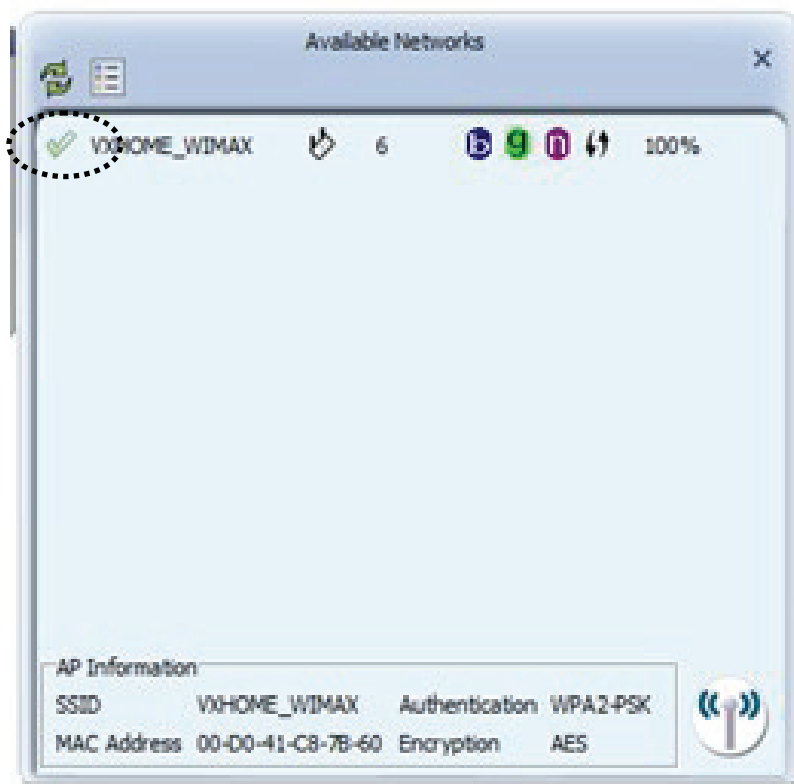 Available Networks
VXHOME_WIMAX 6 b g n 100%
AP Information
SSID VXHOME_WIMAX Authentication WPA2-PSK
MAC Address 00-D0-41-C8-7B-60 Encryption AES